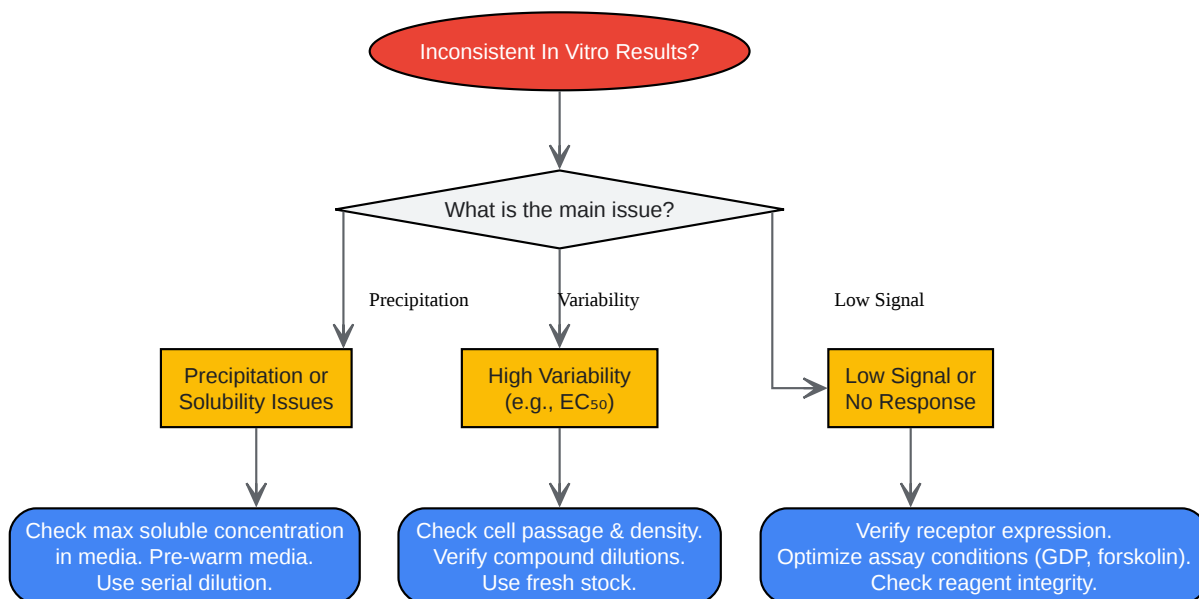 Inconsistent In Vitro Results?
What is the main issue?
Precipitation
Variability
Low Signal
Precipitation or
Solubility Issues
High Variability
(e.g., EC₅₀)
Low Signal or
No Response
Check max soluble concentration
in media. Pre-warm media.
Use serial dilution.
Check cell passage & density.
Verify compound dilutions.
Use fresh stock.
Verify receptor expression.
Optimize assay conditions (GDP, forskolin).
Check reagent integrity.